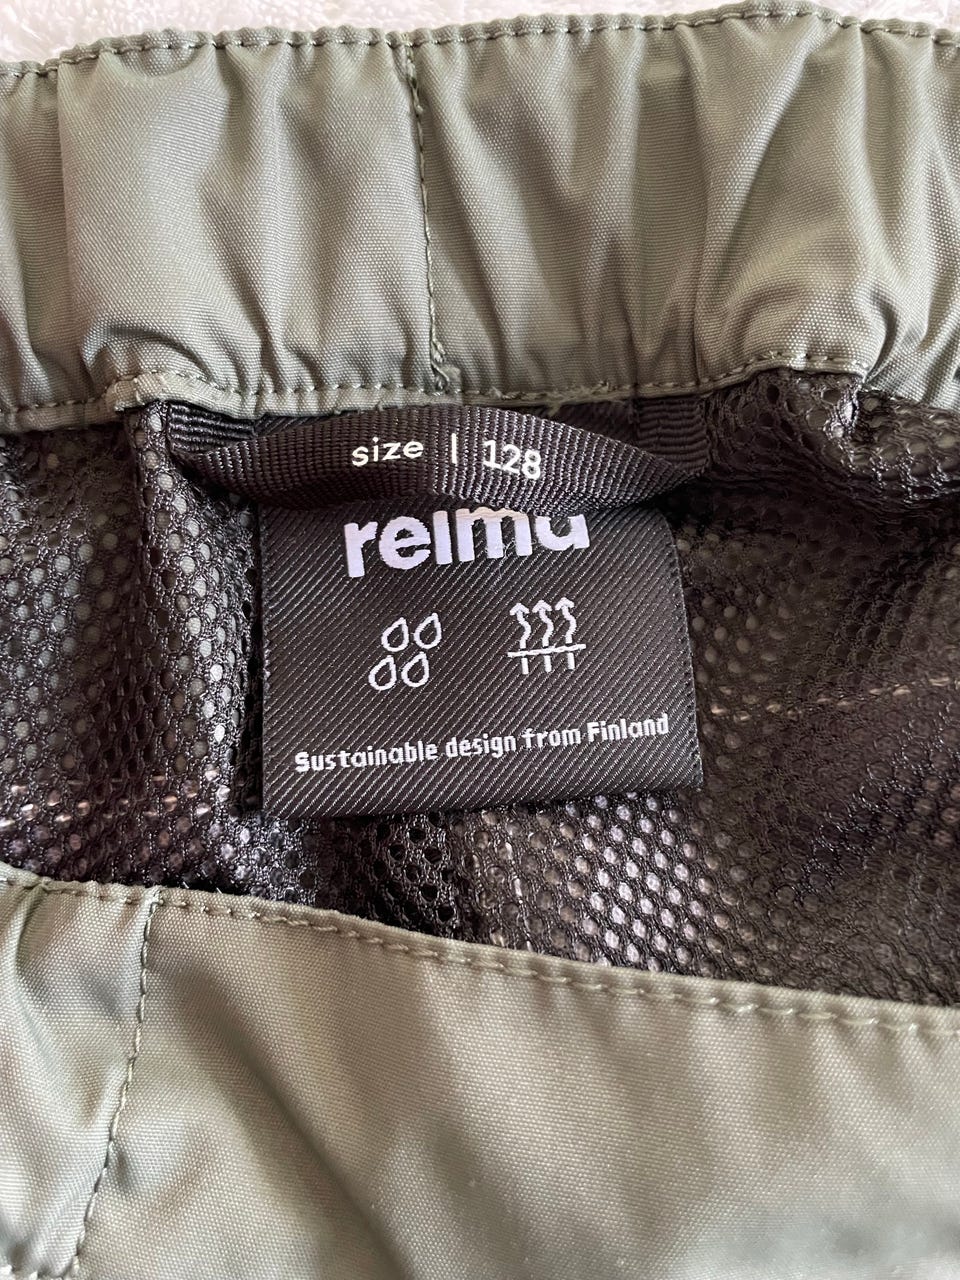 size | 128
reima
Sustainable design from Finland